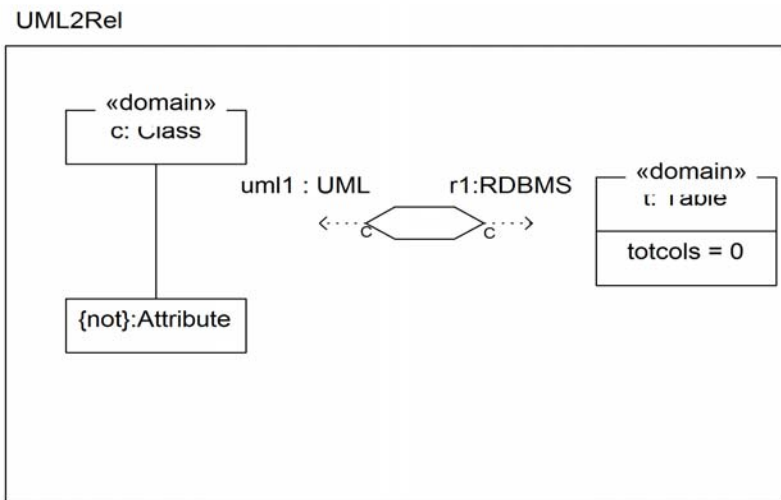 UML2Rel
«domain»
c: Class
uml1 : UML
r1:RDBMS
«domain»
t: Table
totcols = 0
C
C
{not}:Attribute